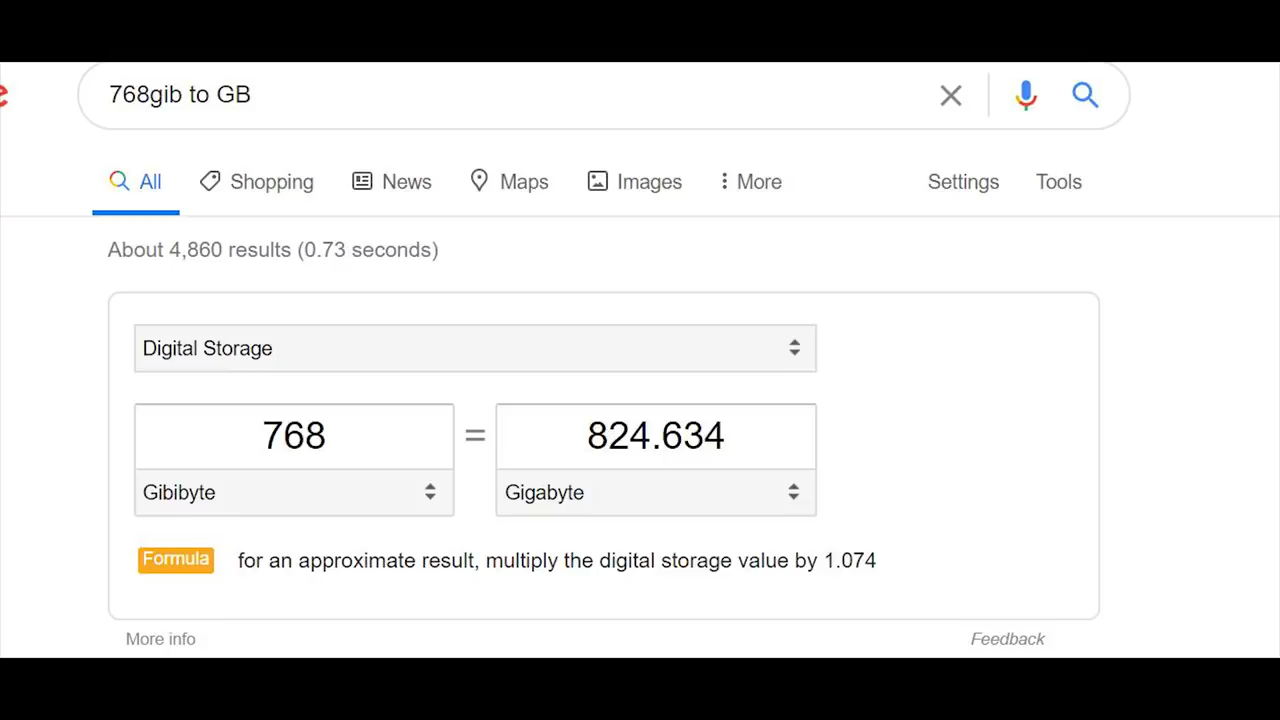 768gib to GB
All Shopping News Maps Images More Settings Tools
About 4,860 results (0.73 seconds)
Digital Storage
768 = 824.634
Gibibyte Gigabyte
Formula for an approximate result, multiply the digital storage value by 1.074
More info Feedback